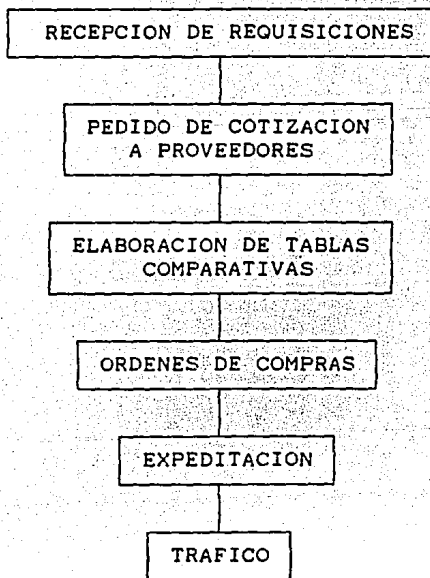 RECEPCION DE REQUISICIONES
PEDIDO DE COTIZACION
A PROVEEDORES
ELABORACION DE TABLAS
COMPARATIVAS
ORDENES DE COMPRAS
EXPEDITACION
TRAFICO